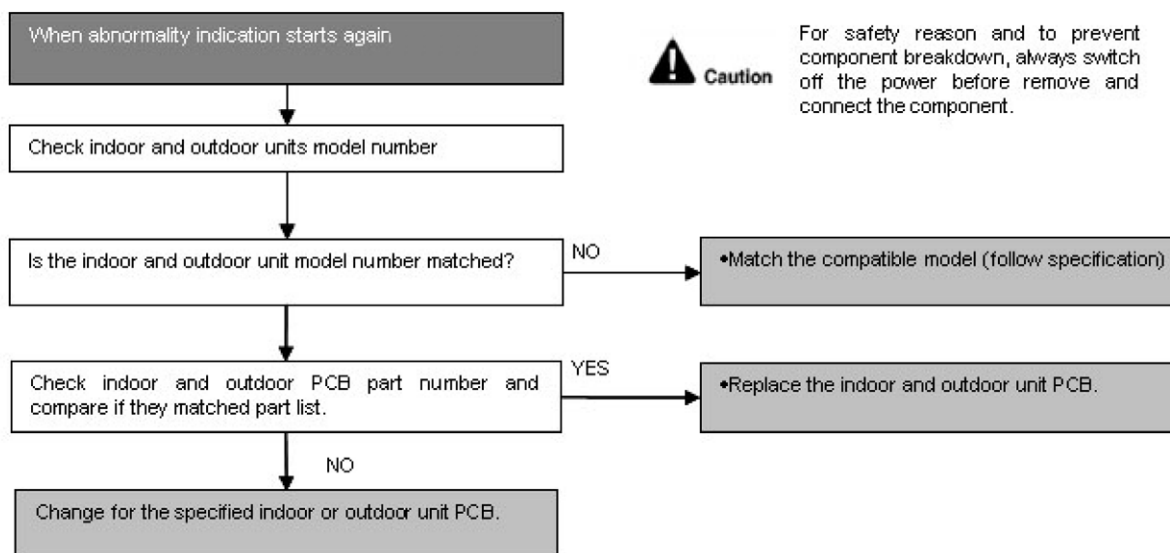 When abnormality indication starts again
For safety reason and to prevent
component breakdown, always switch
off the power before remove and
connect the component.
Caution
Check indoor and outdoor units model number
Is the indoor and outdoor unit model number matched?
NO
•Match the compatible model (follow specification)
Check indoor and outdoor PCB part number and
compare if they matched part list.
YES
•Replace the indoor and outdoor unit PCB.
NO
Change for the specified indoor or outdoor unit PCB.